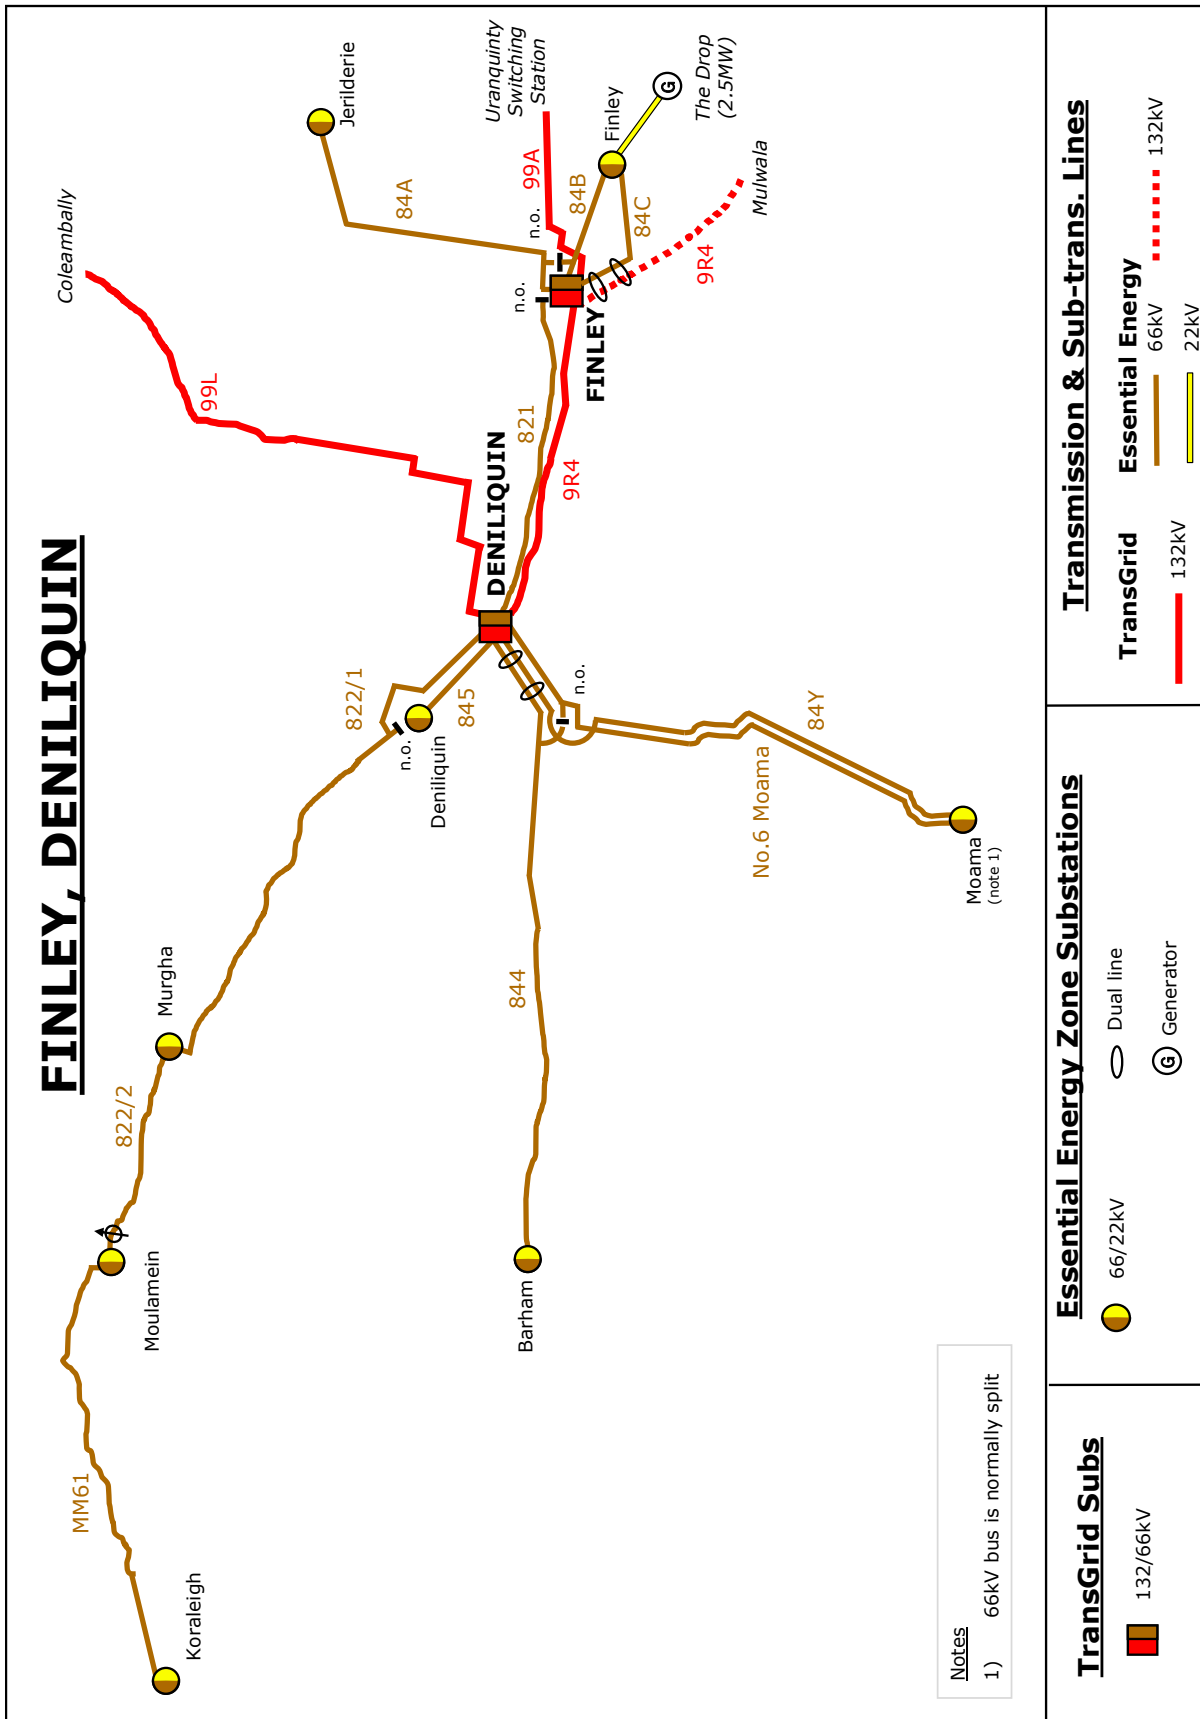 FINLEY, DENILIQUIN
Coleambally
Jerilderie
Uranquinty
Switching
Station
Finley
The Drop
(2.5MW)
G
Mulwala
99L
84A
99A
84B
84C
9R4
n.o.
n.o.
FINLEY
821
9R4
DENILIQUIN
822/1
845
n.o.
n.o.
Deniliquin
84Y
No.6 Moama
Moama
(note 1)
844
Barham
Murgha
822/2
Moulamein
MM61
Koraleigh
Notes
1) 66kV bus is normally split
TransGrid Subs
132/66kV
Essential Energy Zone Substations
66/22kV
Dual line
G Generator
Transmission & Sub-trans. Lines
TransGrid
132kV
Essential Energy
66kV
132kV
22kV